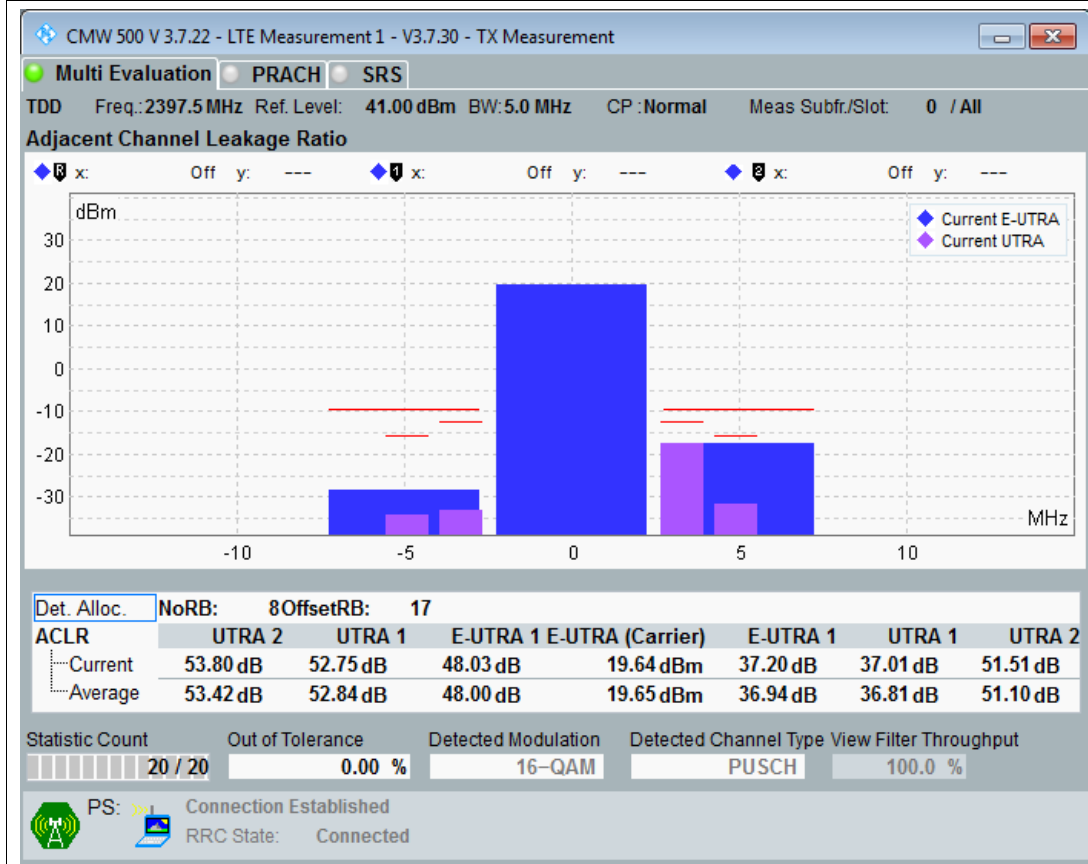 CMW 500 V 3.7.22 - LTE Measurement 1 - V3.7.30 - TX Measurement
Multi Evaluation PRACH SRS
TDD Freq.: 2397.5 MHz Ref. Level: 41.00 dBm BW: 5.0 MHz CP : Normal Meas Subfr./Slot: 0 / All
Adjacent Channel Leakage Ratio
R x: Off y: --- 1 x: Off y: --- 2 x: Off y: ---
dBm
Current E-UTRA
Current UTRA
30
20
10
0
-10
-20
-30
MHz
-10 -5 0 5 10
Det. Alloc. NoRB: 8 OffsetRB: 17
ACLR UTRA 2 UTRA 1 E-UTRA 1 E-UTRA (Carrier) E-UTRA 1 UTRA 1 UTRA 2
Current 53.80 dB 52.75 dB 48.03 dB 19.64 dBm 37.20 dB 37.01 dB 51.51 dB
Average 53.42 dB 52.84 dB 48.00 dB 19.65 dBm 36.94 dB 36.81 dB 51.10 dB
Statistic Count Out of Tolerance Detected Modulation Detected Channel Type View Filter Throughput
20 / 20 0.00 % 16-QAM PUSCH 100.0 %
PS: Connection Established
RRC State: Connected